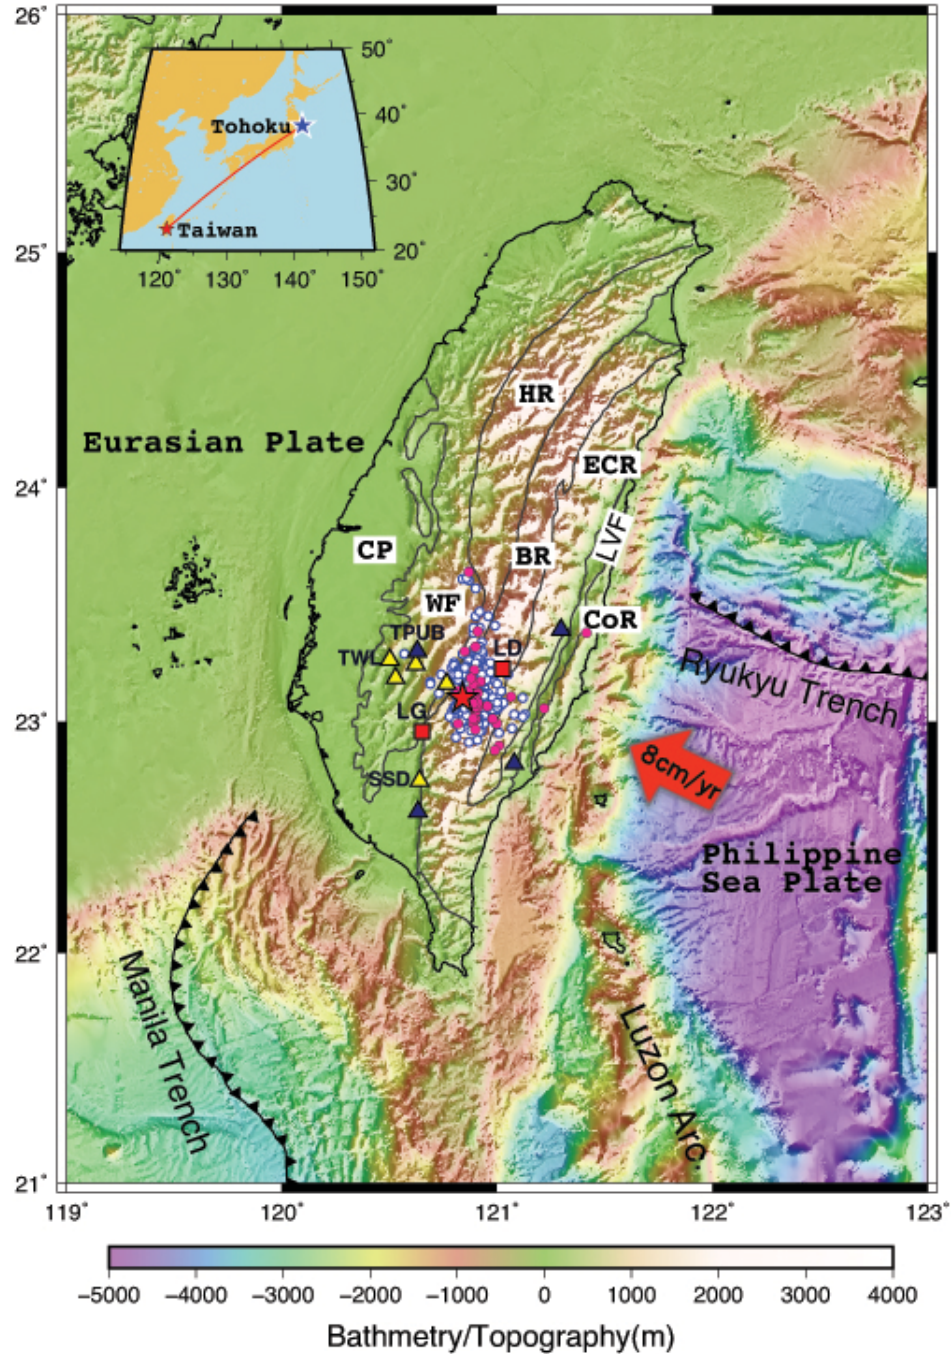 26°
50°
40°
Tohoku
30°
Taiwan
20°
120° 130° 140° 150°
25°
HR
Eurasian Plate
ECR
24°
LVF
CP
BR
WF
CoR
TPUB
TWL
LD
Ryukyu Trench
LG
23°
8cm/yr
SSD
Philippine
Sea Plate
22°
Manila Trench
Luzon Arc.
21°
119° 120° 121° 122° 123°
−5000 −4000 −3000 −2000 −1000 0 1000 2000 3000 4000
Bathmetry/Topography(m)